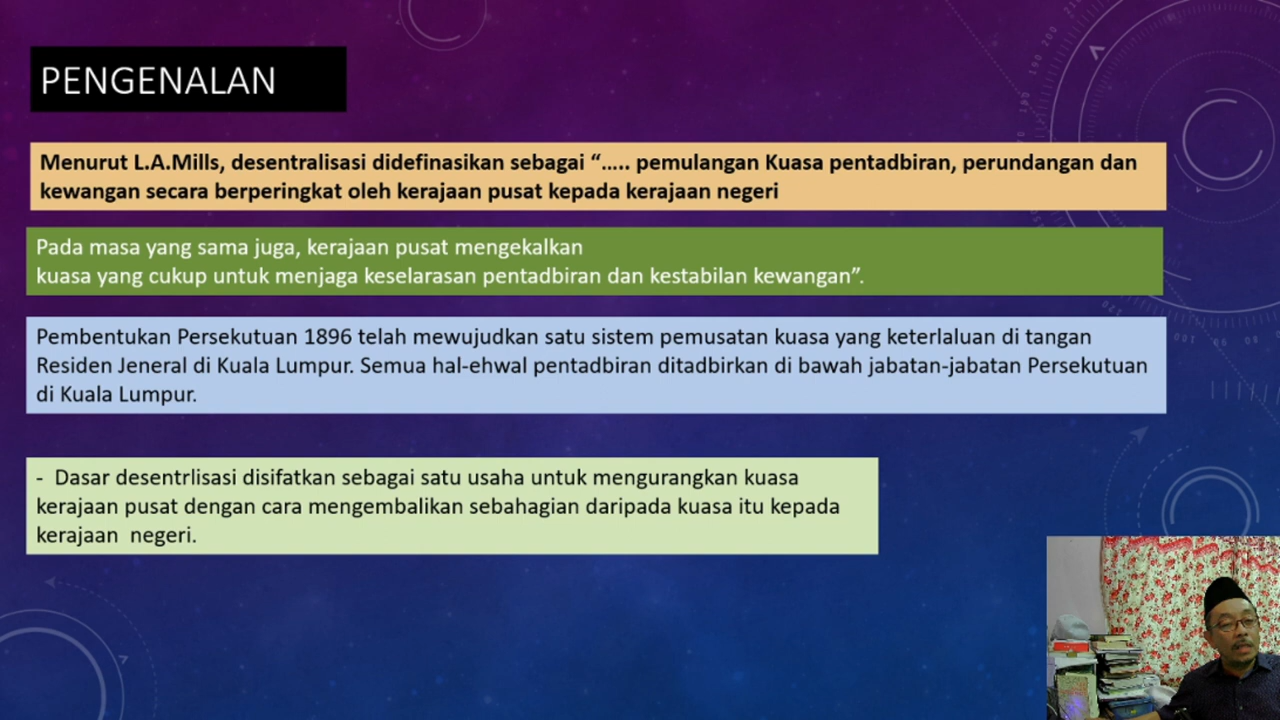 PENGENALAN
Menurut L.A.Mills, desentralisasi didefinasikan sebagai “….. pemulangan Kuasa pentadbiran, perundangan dan
kewangan secara berperingkat oleh kerajaan pusat kepada kerajaan negeri
Pada masa yang sama juga, kerajaan pusat mengekalkan
kuasa yang cukup untuk menjaga keselarasan pentadbiran dan kestabilan kewangan”.
Pembentukan Persekutuan 1896 telah mewujudkan satu sistem pemusatan kuasa yang keterlaluan di tangan
Residen Jeneral di Kuala Lumpur. Semua hal-ehwal pentadbiran ditadbirkan di bawah jabatan-jabatan Persekutuan
di Kuala Lumpur.
- Dasar desentrlisasi disifatkan sebagai satu usaha untuk mengurangkan kuasa
kerajaan pusat dengan cara mengembalikan sebahagian daripada kuasa itu kepada
kerajaan negeri.